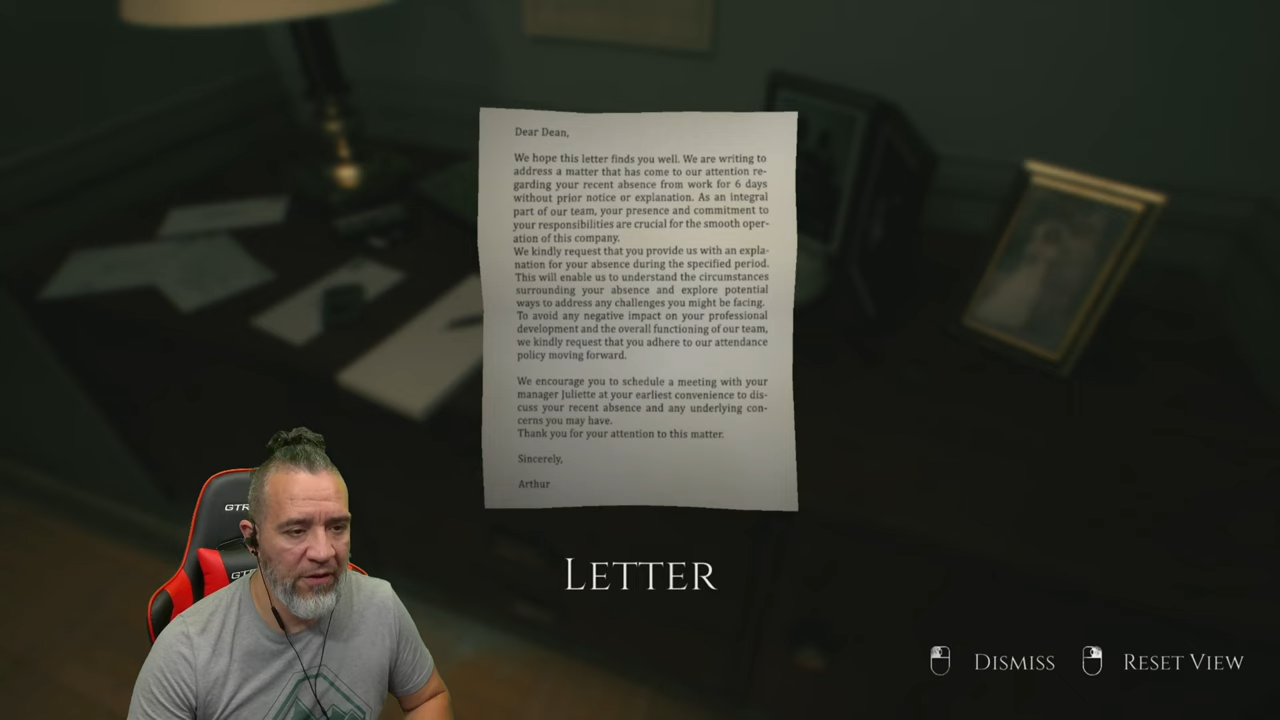 Dear Dean,
We hope this letter finds you well. We are writing to
address a matter that has come to our attention re-
garding your recent absence from work for 6 days
without prior notice or explanation. As an integral
part of our team, your presence and commitment to
your responsibilities are crucial for the smooth oper-
ation of this company.
We kindly request that you provide us with an expla-
nation for your absence during the specified period.
This will enable us to understand the circumstances
surrounding your absence and explore potential
ways to address any challenges you might be facing.
To avoid any negative impact on your professional
development and the overall functioning of our team,
we kindly request that you adhere to our attendance
policy moving forward.
We encourage you to schedule a meeting with your
manager Juliette at your earliest convenience to dis-
cuss your recent absence and any underlying con-
cerns you may have.
Thank you for your attention to this matter.
Sincerely,
Arthur
GTR
GT
LETTER
DISMISS
RESET VIEW